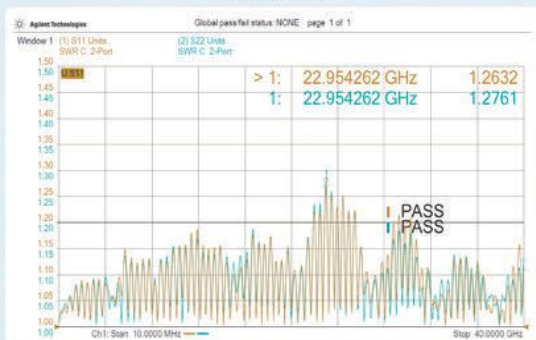 Agilent Technologies Global pass/fail status: NONE page 1 of 1
Window 1 (1) S11 Units (2) S22 Units
SWR C 2-Port SWR C 2-Port
1.50
1.50
> 1: 22.954262 GHz 1.2632
1: 22.954262 GHz 1.2761
1.45
1.45
1.40
1.40
1.35
1.35
1.30
1.30
1.25
1.25
1.20
1.20
PASS
PASS
1.15
1.15
1.10
1.10
1.05
1.05
1.00
1.00
Ch1: Start 10.0000 MHz
Stop 40.0000 GHz